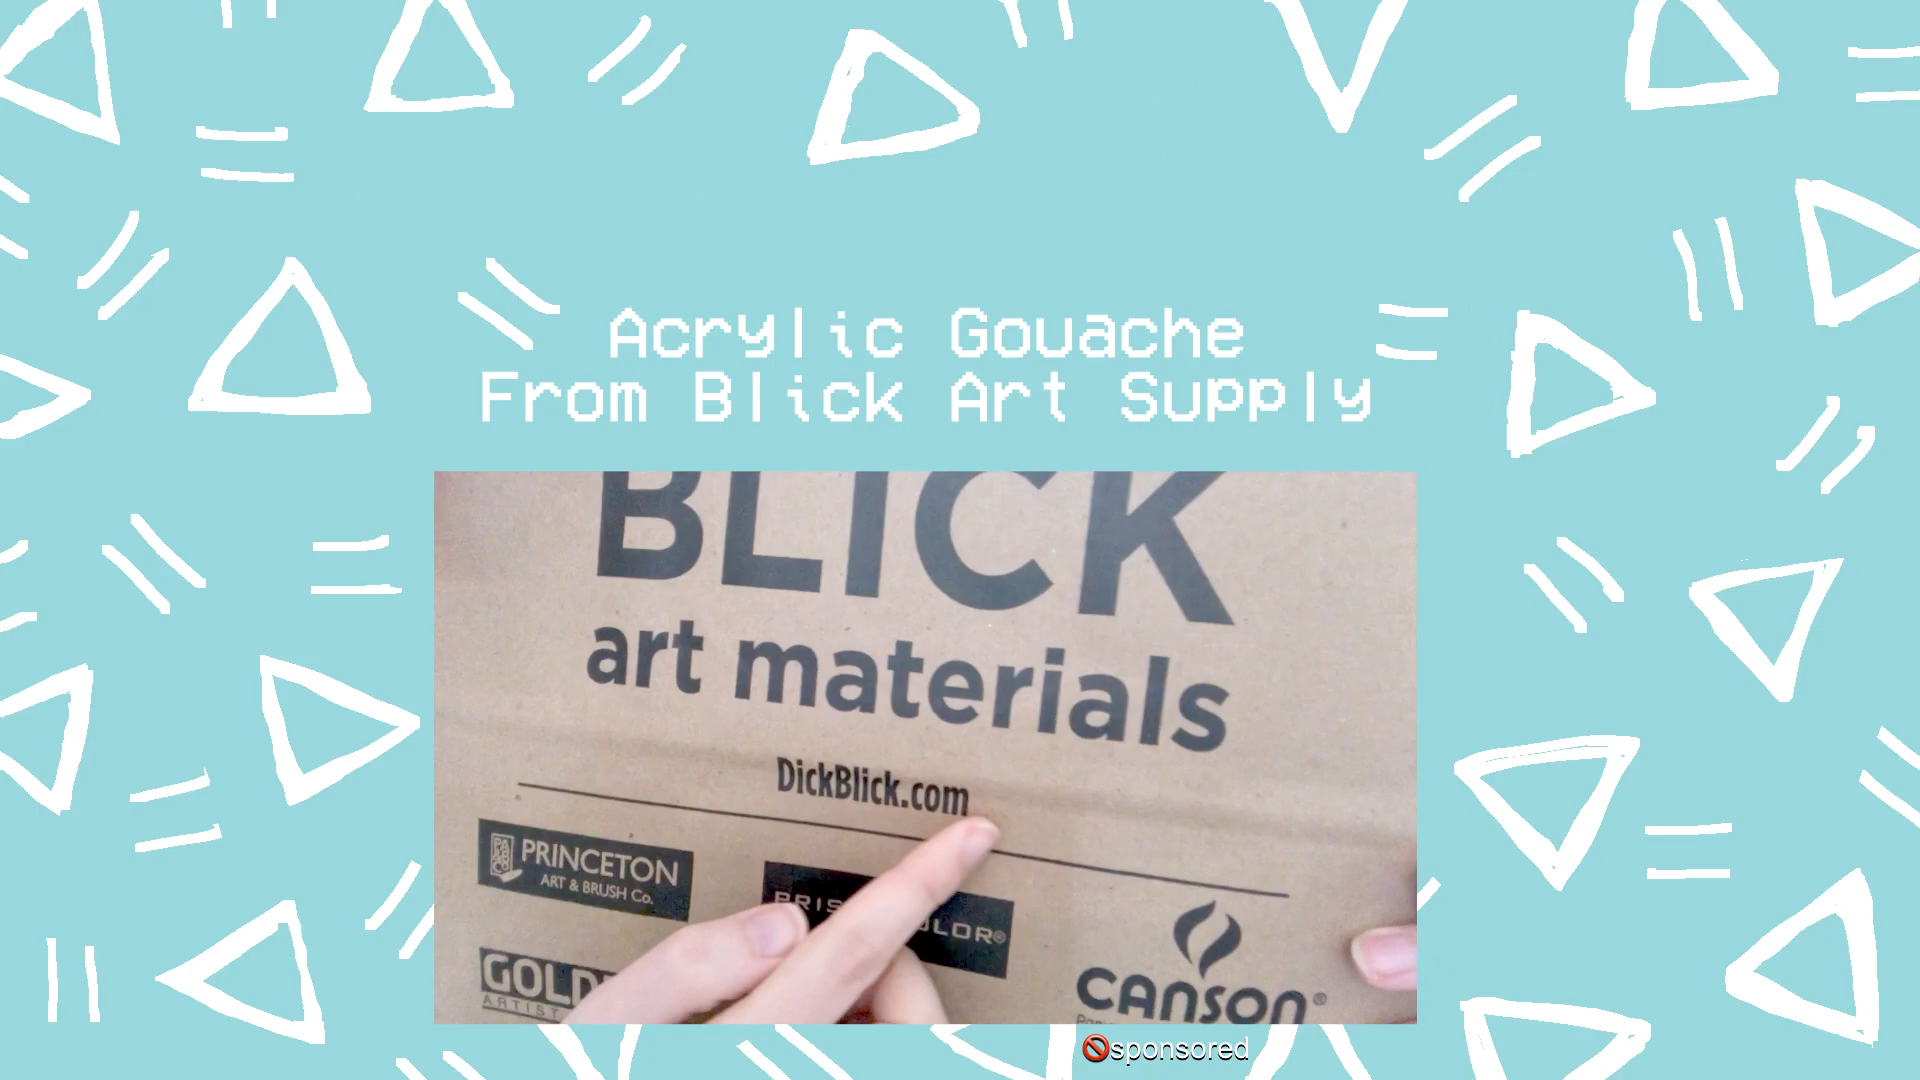 Acrylic Gouache
From Blick Art Supply
BLICK
art materials
DickBlick.com
PRINCETON
ART & BRUSH Co.
CANSON®
sponsored